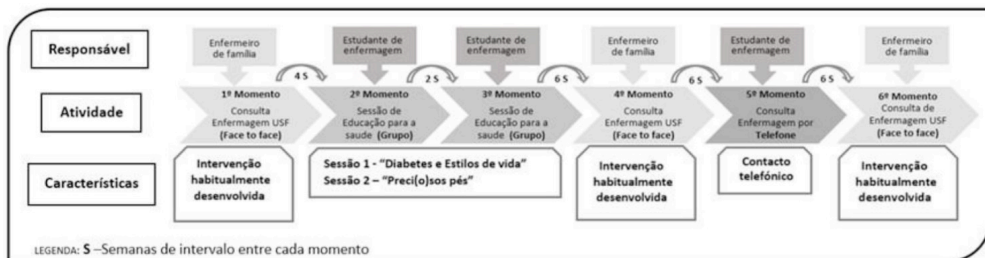 Responsável
Enfermeiro
de família
Estudante de
enfermagem
Estudante de
enfermagem
Enfermeiro
de família
Estudante de
enfermagem
Enfermeiro
de família
4 S
2 S
6 S
6 S
6 S
Atividade
1º Momento
Consulta
Enfermagem USF
(Face to face)
2º Momento
Sessão de
Educação para a
saude (Grupo)
3º Momento
Sessão de
Educação para a
saude (Grupo)
4º Momento
Consulta
Enfermagem USF
(Face to face)
5º Momento
Consulta
Enfermagem por
Telefone
6º Momento
Consulta de
Enfermagem USF
(Face to face)
Características
Intervenção
habitualmente
desenvolvida
Sessão 1 - “Diabetes e Estilos de vida”
Sessão 2 – “Preci(o)sos pés”
Intervenção
habitualmente
desenvolvida
Contacto
telefónico
Intervenção
habitualmente
desenvolvida
LEGENDA: S –Semanas de intervalo entre cada momento